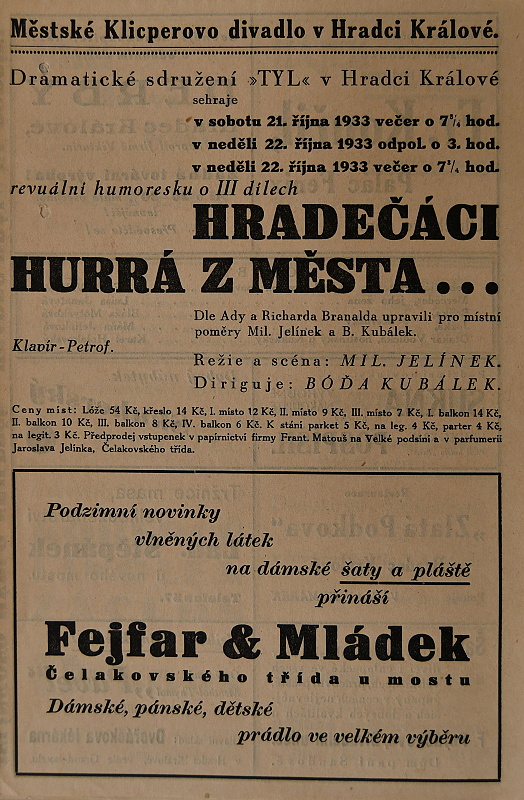 Městské Klicperovo divadlo v Hradci Králové.
Dramatické sdružení »TYL« v Hradci Králové
sehraje
v sobotu 21. října 1933 večer o 7³/₄ hod.
v neděli 22. října 1933 odpol. o 3. hod.
v neděli 22. října 1933 večer o 7³/₄ hod.
revuální humoresku o III dílech
HRADEČÁCI
HURRÁ Z MĚSTA...
Dle Ady a Richarda Branalda upravili pro místní
poměry Mil. Jelínek a B. Kubálek.
Klavír-Petrof.
Režie a scéna: MIL. JELÍNEK.
Diriguje: BÓĎA KUBÁLEK.
Ceny míst: Lóže 54 Kč, křeslo 14 Kč, I. místo 12 Kč, II. místo 9 Kč, III. místo 7 Kč, I. balkon 14 Kč,
II. balkon 10 Kč, III. balkon 8 Kč, IV. balkon 6 Kč. K stání parket 5 Kč, na leg. 4 Kč, parter 4 Kč,
na legit. 3 Kč. Předprodej vstupenek v papírnictví firmy Frant. Matouš na Velké podsíni a v parfumerii
Jaroslava Jelínka, Čelakovského třída.
Podzimní novinky
vlněných látek
na dámské šaty a pláště
přináší
Fejfar & Mládek
Čelakovského třída u mostu
Dámské, pánské, dětské
prádlo ve velkém výběru